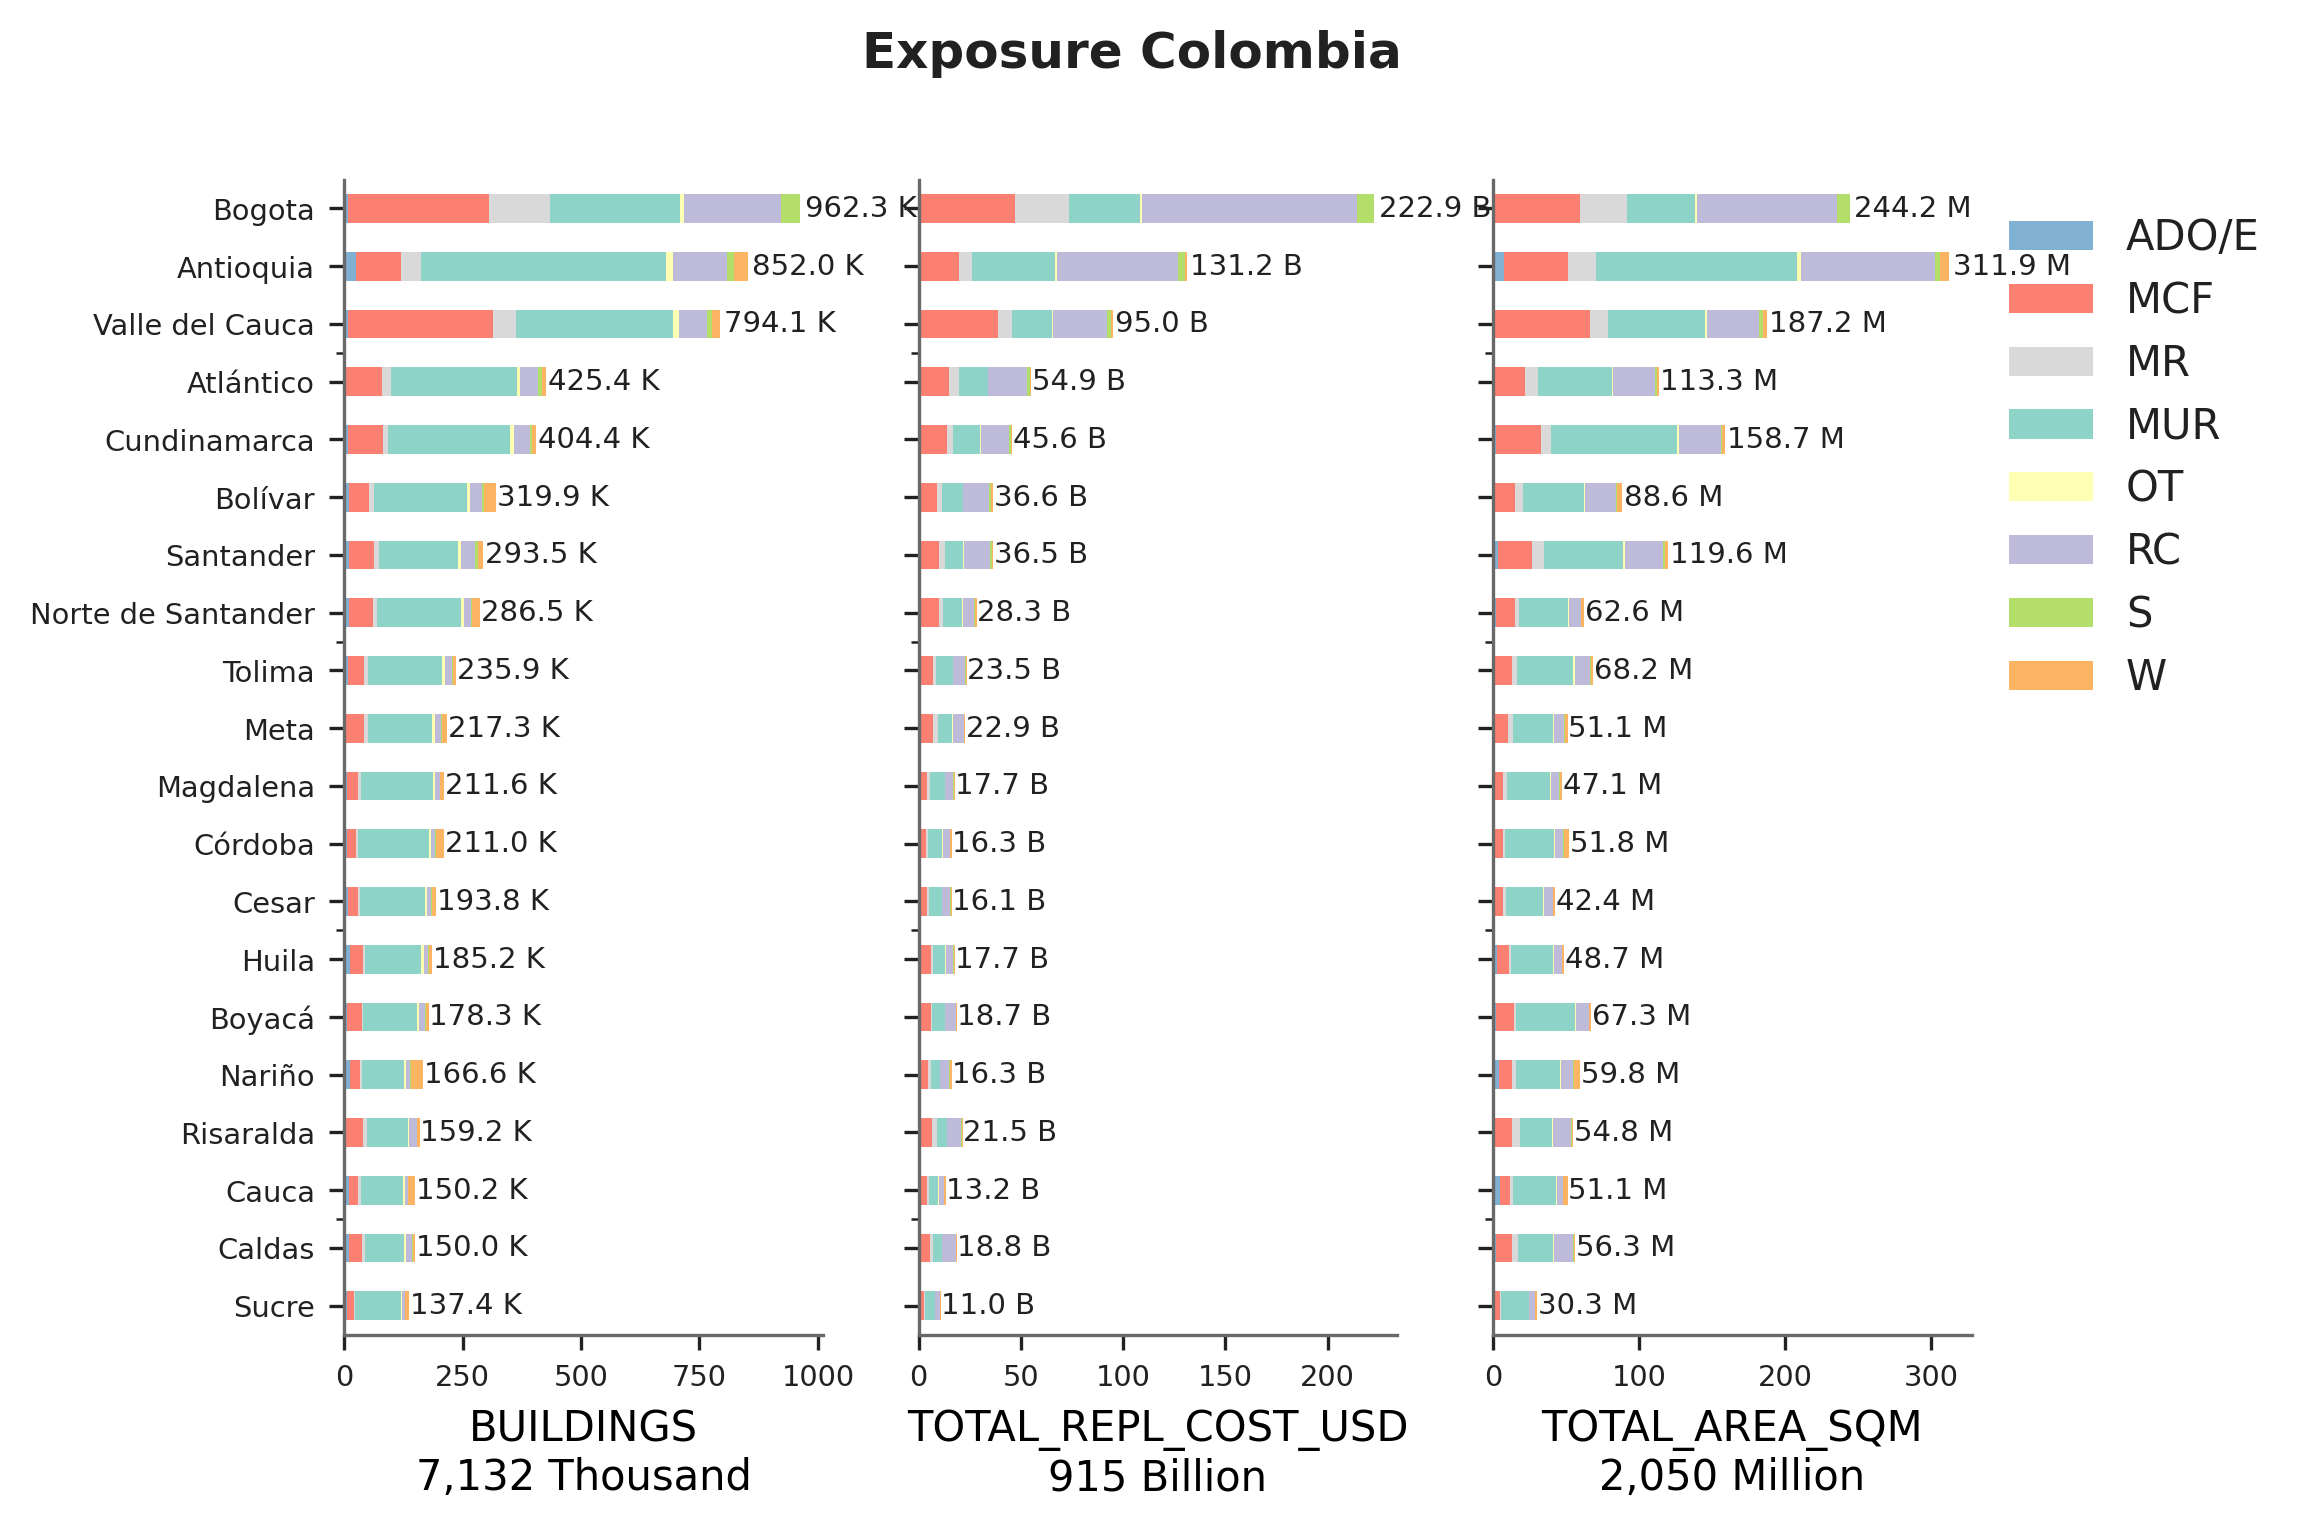 Exposure Colombia
Bogota 962.3 K 222.9 B 244.2 M
Antioquia 852.0 K 131.2 B 311.9 M
Valle del Cauca 794.1 K 95.0 B 187.2 M
Atlántico 425.4 K 54.9 B 113.3 M
Cundinamarca 404.4 K 45.6 B 158.7 M
Bolívar 319.9 K 36.6 B 88.6 M
Santander 293.5 K 36.5 B 119.6 M
Norte de Santander 286.5 K 28.3 B 62.6 M
Tolima 235.9 K 23.5 B 68.2 M
Meta 217.3 K 22.9 B 51.1 M
Magdalena 211.6 K 17.7 B 47.1 M
Córdoba 211.0 K 16.3 B 51.8 M
Cesar 193.8 K 16.1 B 42.4 M
Huila 185.2 K 17.7 B 48.7 M
Boyacá 178.3 K 18.7 B 67.3 M
Nariño 166.6 K 16.3 B 59.8 M
Risaralda 159.2 K 21.5 B 54.8 M
Cauca 150.2 K 13.2 B 51.1 M
Caldas 150.0 K 18.8 B 56.3 M
Sucre 137.4 K 11.0 B 30.3 M
0 250 500 750 1000 0 50 100 150 200 0 100 200 300
BUILDINGS
7,132 Thousand
TOTAL_REPL_COST_USD
915 Billion
TOTAL_AREA_SQM
2,050 Million
ADO/E
MCF
MR
MUR
OT
RC
S
W